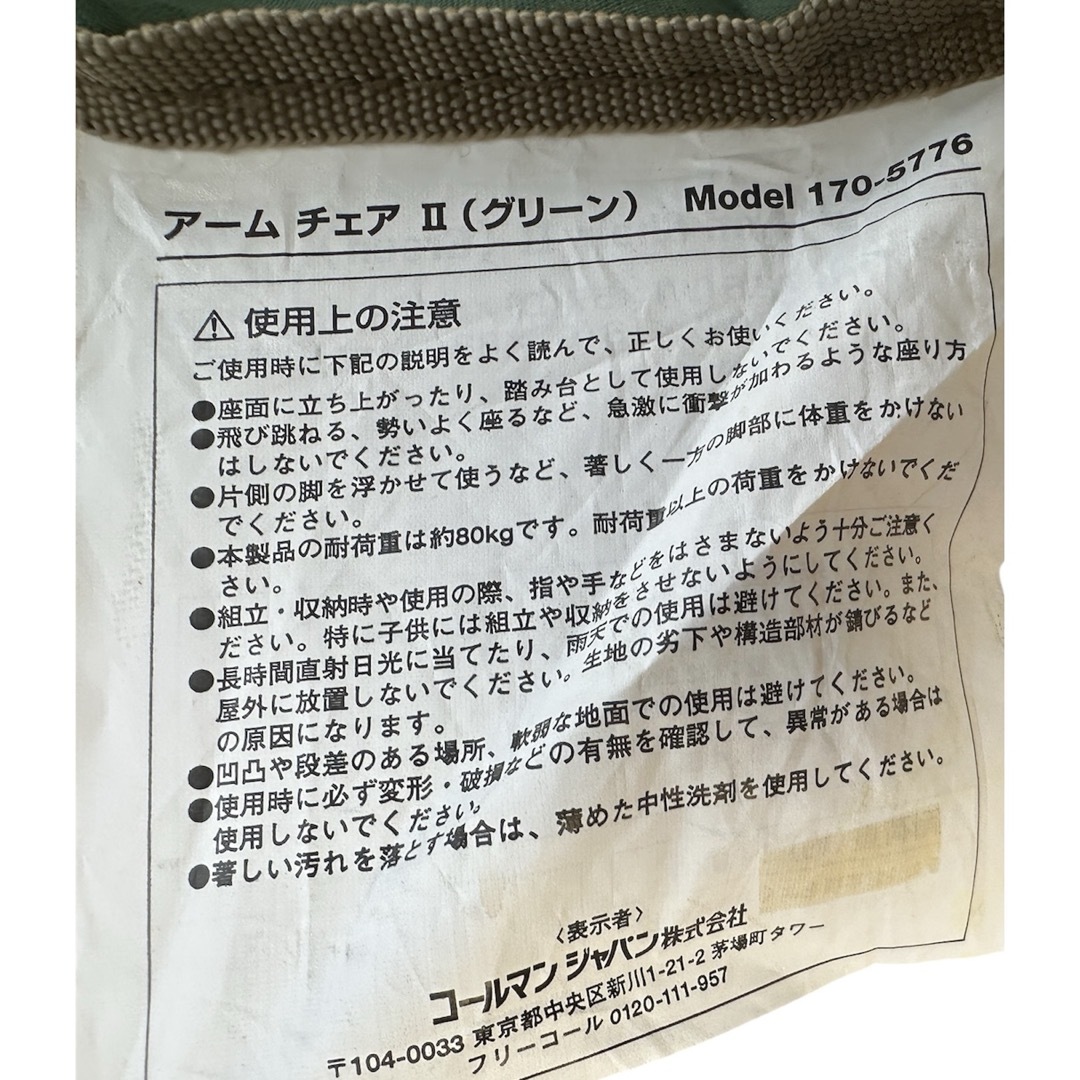 アーム チェア II（グリーン） Model 170-5776
⚠ 使用上の注意
ご使用時に下記の説明をよく読んで、正しくお使いください。
●座面に立ち上がったり、踏み台として使用しないでください。
●飛び跳ねる、勢いよく座るなど、急激に衝撃が加わるような座り方
はしないでください。
●片側の脚を浮かせて使うなど、著しく一方の脚部に体重をかけない
でください。
●本製品の耐荷重は約80kgです。耐荷重以上の荷重をかけないでくだ
さい。
●組立・収納時や使用の際、指や手などをはさまないよう十分ご注意く
ださい。特に子供には組立や収納をさせないようにしてください。
●長時間直射日光に当てたり、雨天での使用は避けてください。また、
屋外に放置しないでください。生地の劣下や構造部材が錆びるなど
の原因になります。
●凹凸や段差のある場所、軟弱な地面での使用は避けてください。
●使用時に必ず変形・破損などの有無を確認して、異常がある場合は
使用しないでください。
●著しい汚れを落とす場合は、薄めた中性洗剤を使用してください。
〈表示者〉
コールマン ジャパン株式会社
〒104-0033 東京都中央区新川1-21-2 茅場町タワー
フリーコール 0120-111-957